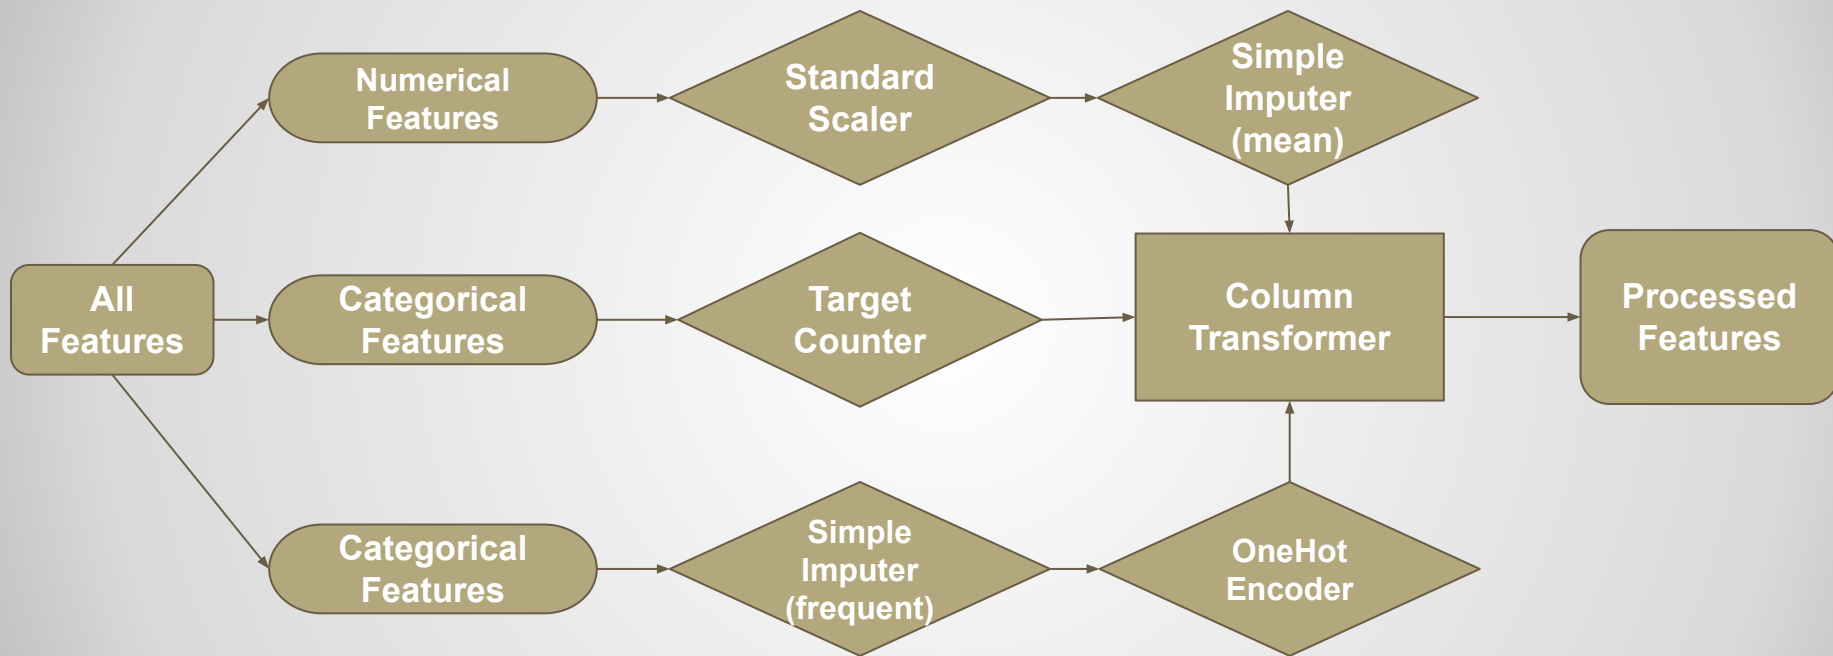 Numerical
Features
Standard
Scaler
Simple
Imputer
(mean)
All
Features
Categorical
Features
Target
Counter
Column
Transformer
Processed
Features
Categorical
Features
Simple
Imputer
(frequent)
OneHot
Encoder